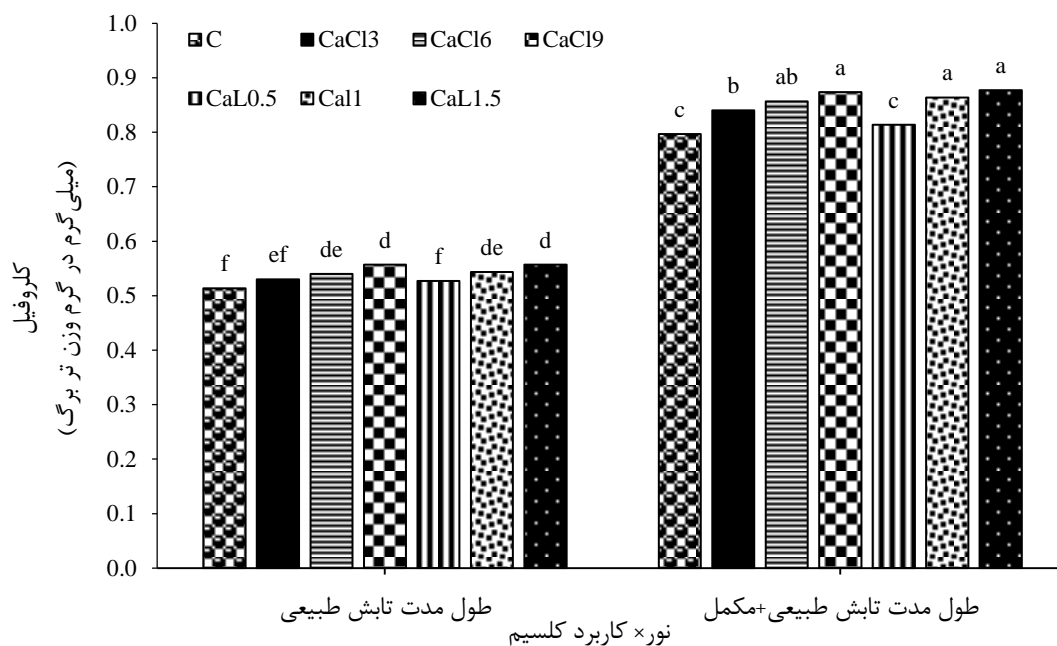 1.0
0.9
0.8
0.7
0.6
0.5
0.4
0.3
0.2
0.1
0.0
کلروفیل
(میلی گرم در گرم وزن تر برگ)
C CaCl3 CaCl6 CaCl9
CaL0.5 Cal1 CaL1.5
f ef de d f de d
c b ab a c a a
طول مدت تابش طبیعی
طول مدت تابش طبیعی+مکمل
نور× کاربرد کلسیم